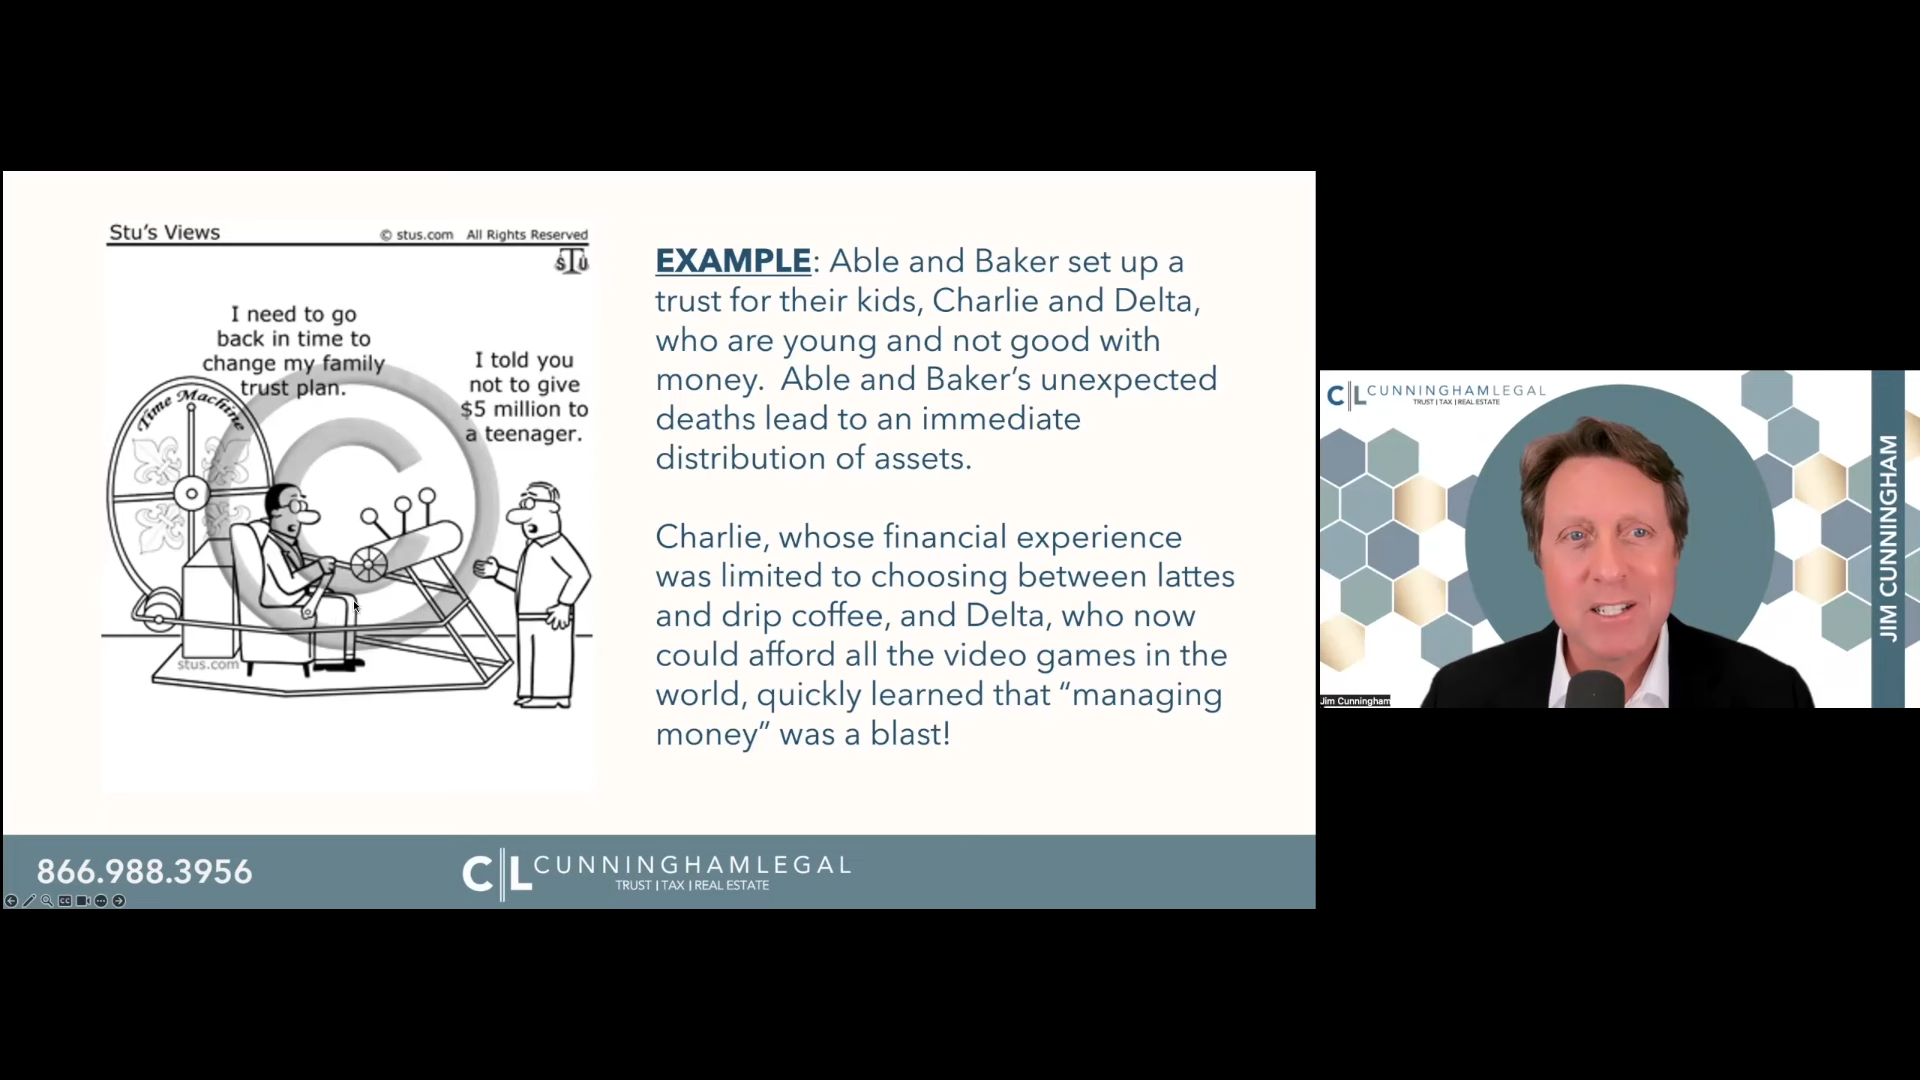 Stu's Views
© stus.com All Rights Reserved
STU
I need to go
back in time to
change my family
trust plan.
I told you
not to give
$5 million to
a teenager.
Time Machine
stus.com
EXAMPLE: Able and Baker set up a
trust for their kids, Charlie and Delta,
who are young and not good with
money. Able and Baker's unexpected
deaths lead to an immediate
distribution of assets.
Charlie, whose financial experience
was limited to choosing between lattes
and drip coffee, and Delta, who now
could afford all the video games in the
world, quickly learned that “managing
money” was a blast!
866.988.3956
CL CUNNINGHAMLEGAL
TRUST | TAX | REAL ESTATE
CL CUNNINGHAMLEGAL
TRUST | TAX | REAL ESTATE
JIM CUNNINGHAM
Jim Cunningham